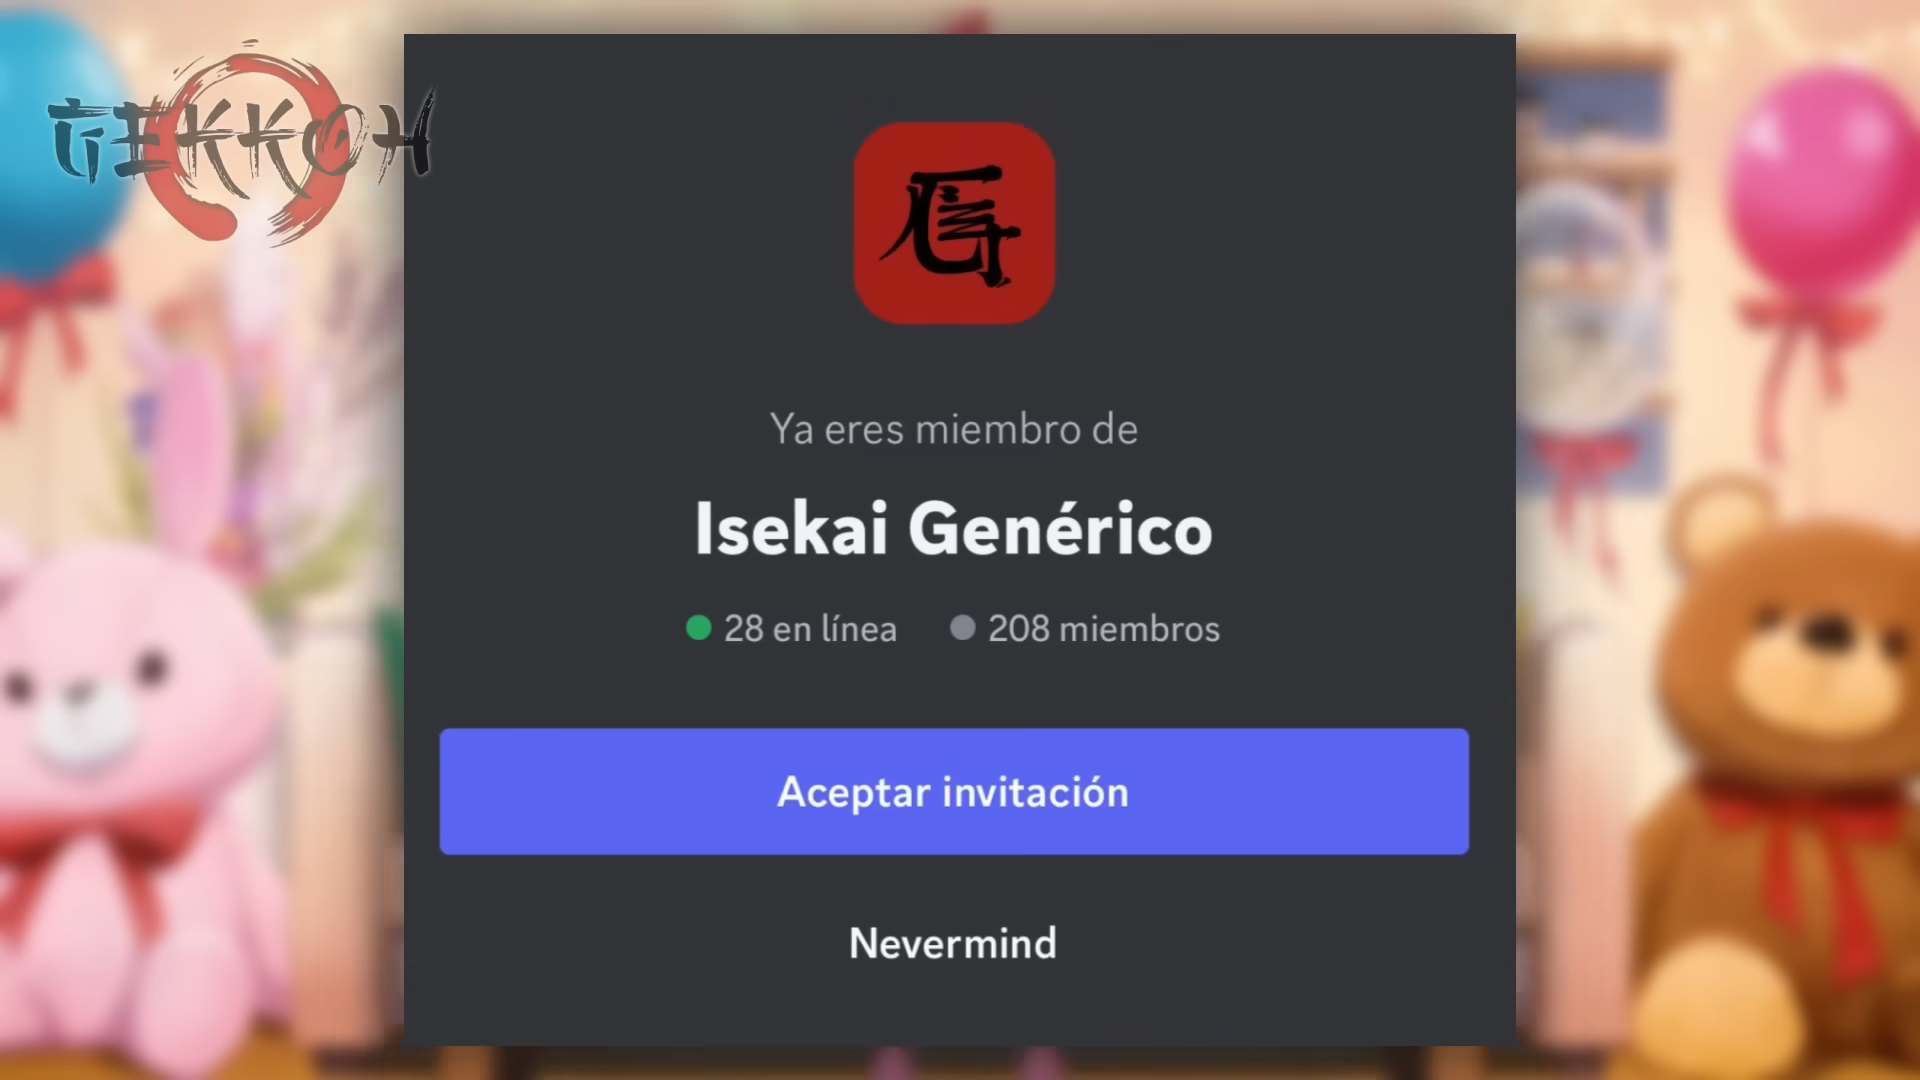 GEKKOH
Ya eres miembro de
Isekai Genérico
28 en línea 208 miembros
Aceptar invitación
Nevermind